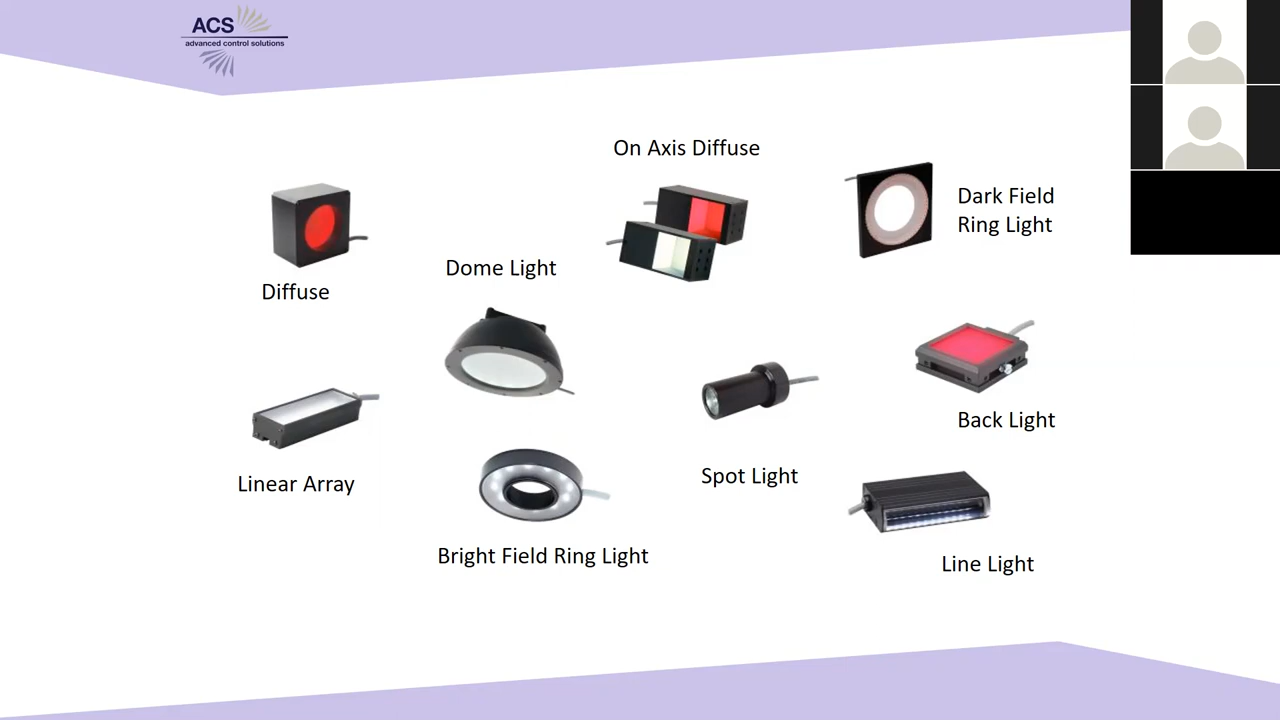 ACS
advanced control solutions
On Axis Diffuse
Dark Field
Ring Light
Dome Light
Diffuse
Back Light
Linear Array
Spot Light
Bright Field Ring Light
Line Light